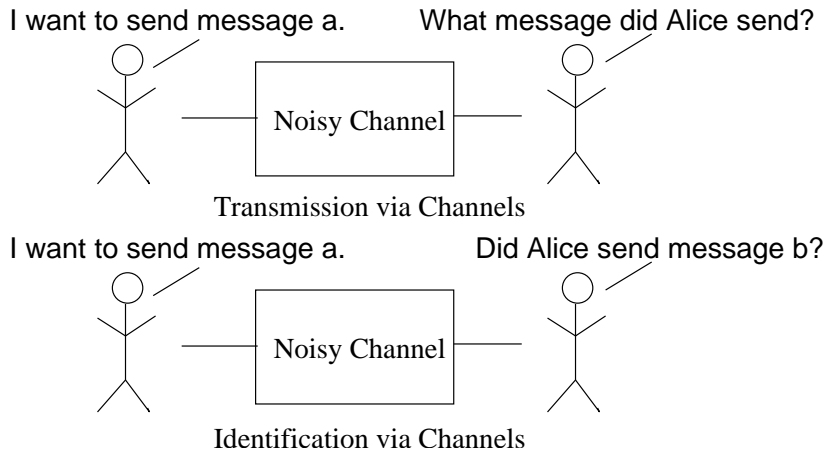 I want to send message a.
What message did Alice send?
Noisy Channel
Transmission via Channels
I want to send message a.
Did Alice send message b?
Noisy Channel
Identification via Channels